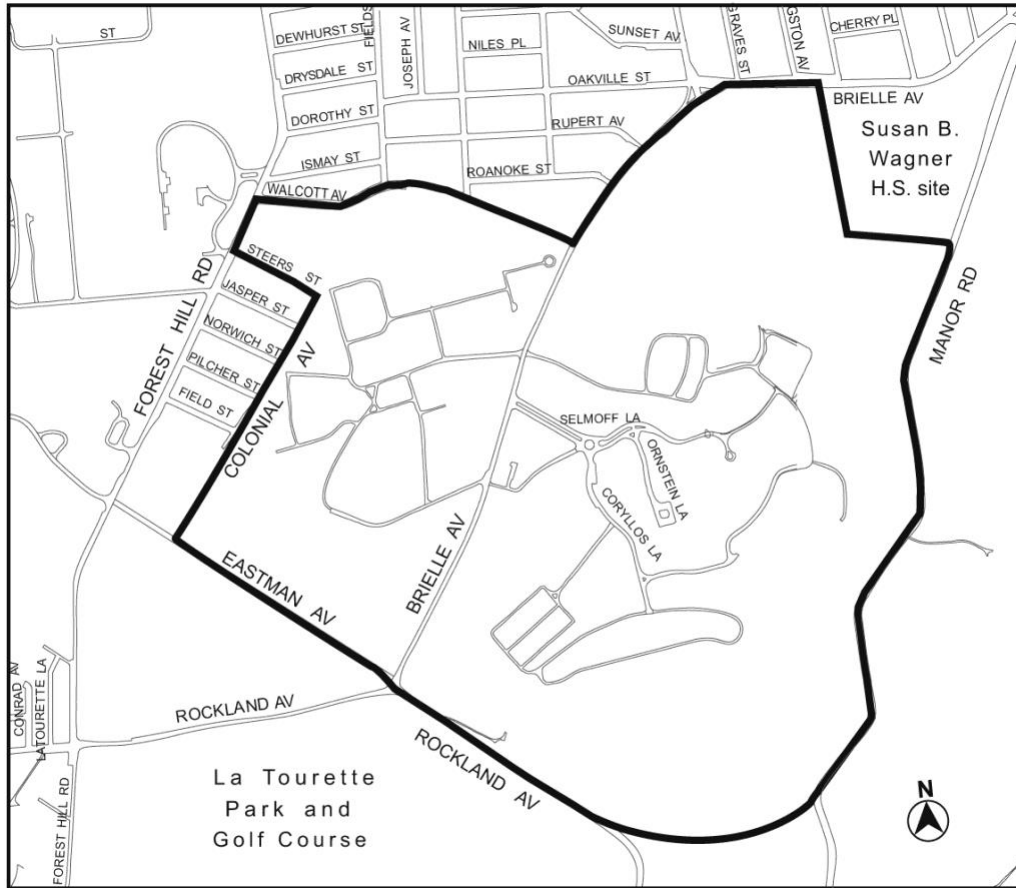 ST
DEWHURST ST
FIELDS
JOSEPH AV
NILES PL
SUNSET AV
GRAVES ST
GSTON AV
CHERRY PL
DRYSDALE ST
OAKVILLE ST
BRIELLE AV
DOROTHY ST
RUPERT AV
Susan B.
Wagner
H.S. site
ISMAY ST
ROANOKE ST
WALCOTT AV
STEERS ST
JASPER ST
FOREST HILL RD
NORWICH ST
MANOR RD
PILCHER ST
FIELD ST
COLONIAL AV
SELMOFF LA
ORNSTEIN LA
CORYLLOS LA
BRIELLE AV
EASTMAN AV
CONRAD AV
LATOURETTE LA
ROCKLAND AV
ROCKLAND AV
La Tourette
Park and
Golf Course
FOREST HILL RD
N